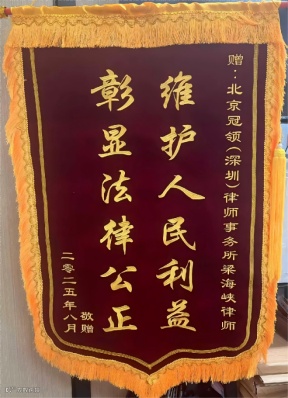 赠：北京冠领（深圳）律师事务所梁海峡律师
维护人民利益
彰显法律公正
敬赠
二零二五年八月